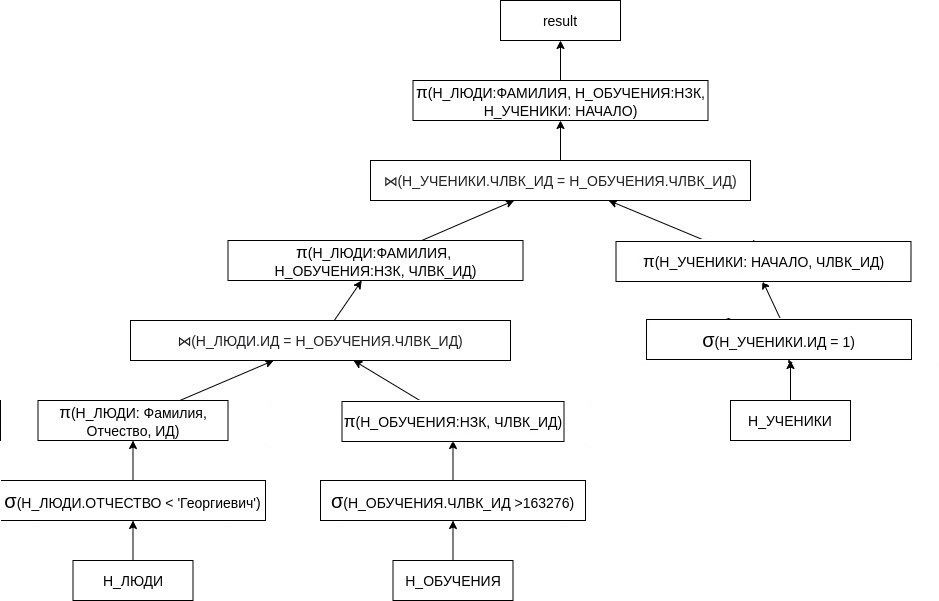 result
π(Н_ЛЮДИ:ФАМИЛИЯ, Н_ОБУЧЕНИЯ:НЗК,
Н_УЧЕНИКИ: НАЧАЛО)
⋈(Н_УЧЕНИКИ.ЧЛВК_ИД = Н_ОБУЧЕНИЯ.ЧЛВК_ИД)
π(Н_ЛЮДИ:ФАМИЛИЯ,
Н_ОБУЧЕНИЯ:НЗК, ЧЛВК_ИД)
π(Н_УЧЕНИКИ: НАЧАЛО, ЧЛВК_ИД)
⋈(Н_ЛЮДИ.ИД = Н_ОБУЧЕНИЯ.ЧЛВК_ИД)
σ(Н_УЧЕНИКИ.ИД = 1)
π(Н_ЛЮДИ: Фамилия,
Отчество, ИД)
π(Н_ОБУЧЕНИЯ:НЗК, ЧЛВК_ИД)
Н_УЧЕНИКИ
σ(Н_ЛЮДИ.ОТЧЕСТВО < 'Георгиевич')
σ(Н_ОБУЧЕНИЯ.ЧЛВК_ИД >163276)
Н_ЛЮДИ
Н_ОБУЧЕНИЯ